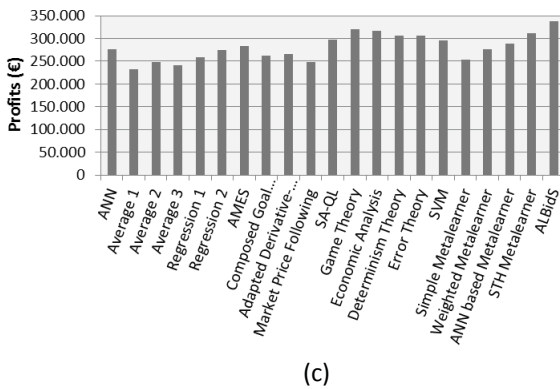 Profits (€)
350.000
300.000
250.000
200.000
150.000
100.000
50.000
0
ANN
Average 1
Average 2
Average 3
Regression 1
Regression 2
AMES
Composed Goal...
Adapted Derivative-...
Market Price Following
SA-QL
Game Theory
Economic Analysis
Determinism Theory
Error Theory
SVM
Simple Metalearner
Weighted Metalearner
ANN based Metalearner
STH Metalearner
ALBidS
(c)